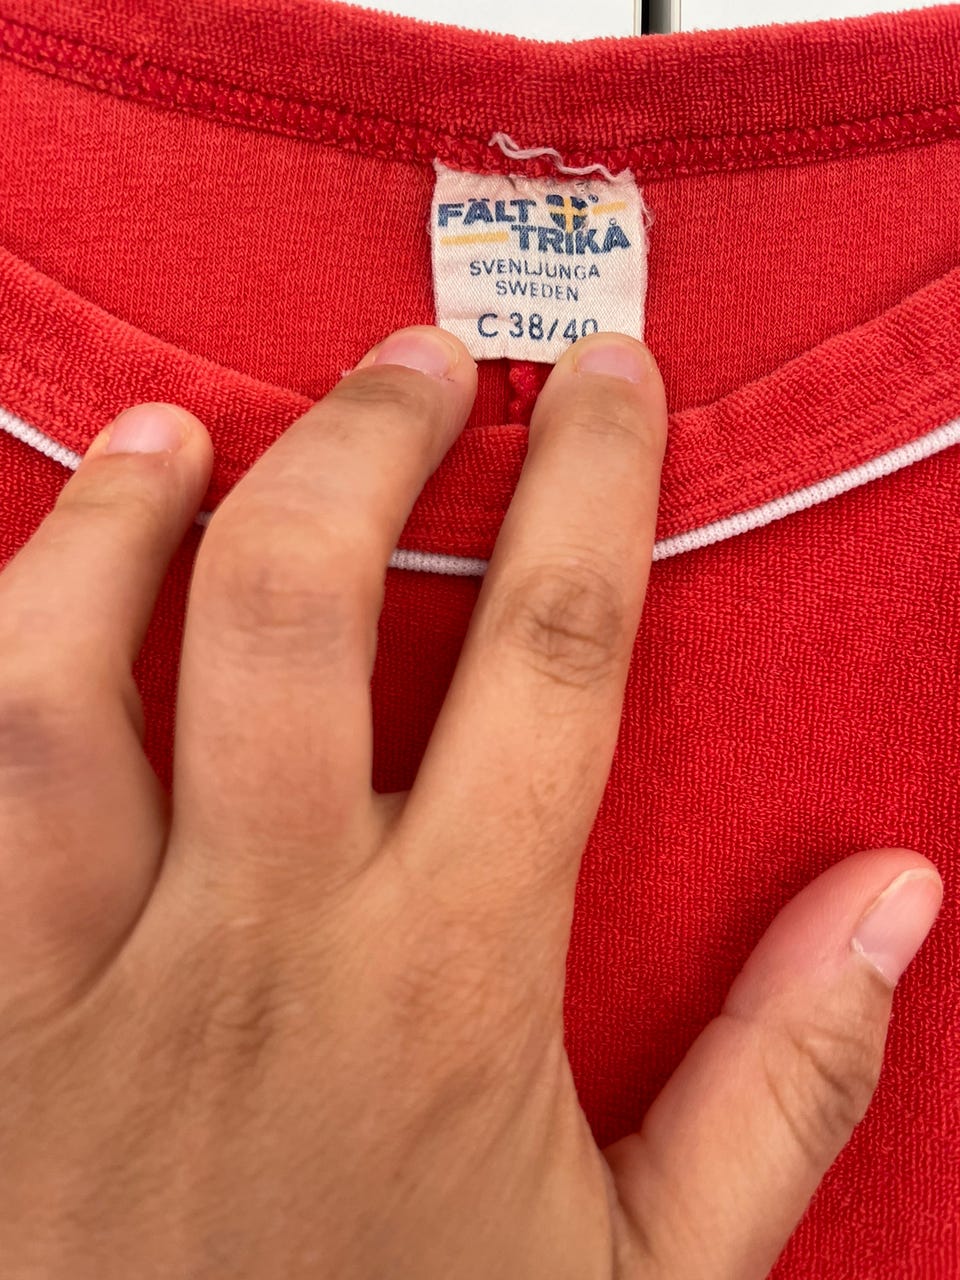 FÄLT
TRIKÅ
SVENLJUNGA
SWEDEN
C 38/40